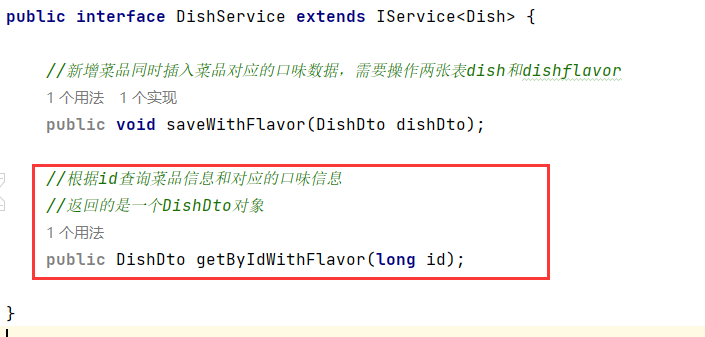 public interface DishService extends IService<Dish> {
//新增菜品同时插入菜品对应的口味数据，需要操作两张表dish和dishflavor
1 个用法 1 个实现
public void saveWithFlavor(DishDto dishDto);
//根据id查询菜品信息和对应的口味信息
//返回的是一个DishDto对象
1 个用法
public DishDto getByIdWithFlavor(long id);
}